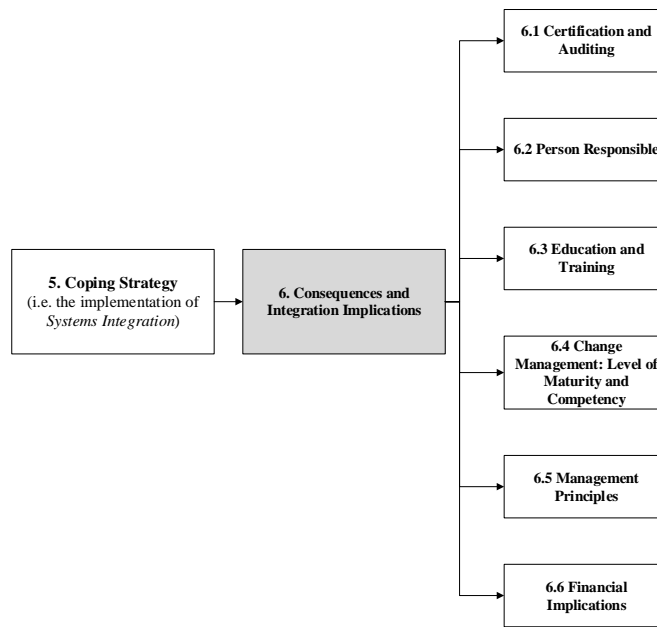 6.1 Certification and
Auditing
6.2 Person Responsible
6.3 Education and
Training
5. Coping Strategy
(i.e. the implementation of
Systems Integration)
6. Consequences and
Integration Implications
6.4 Change
Management: Level of
Maturity and
Competency
6.5 Management
Principles
6.6 Financial
Implications